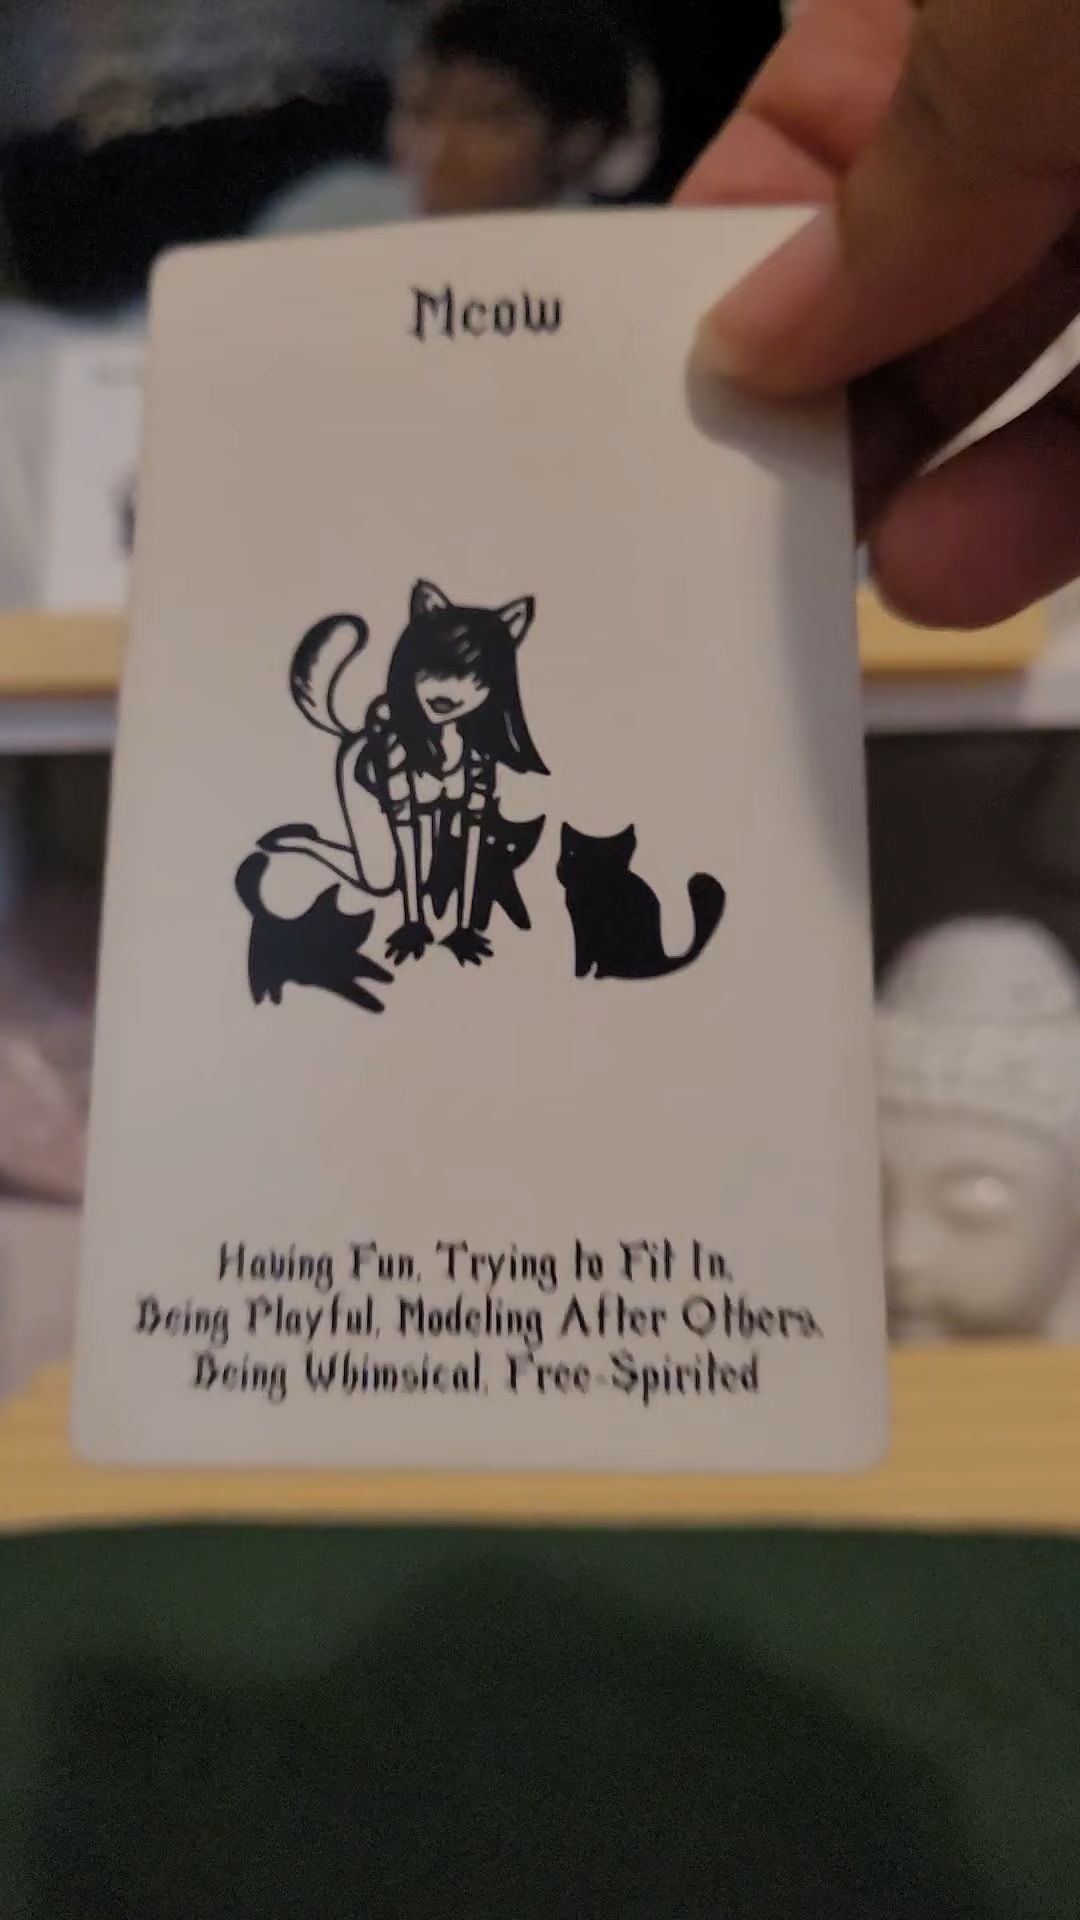 Meow
Having Fun, Trying to Fit In,
Being Playful, Modeling After Others,
Being Whimsical, Free-Spirited